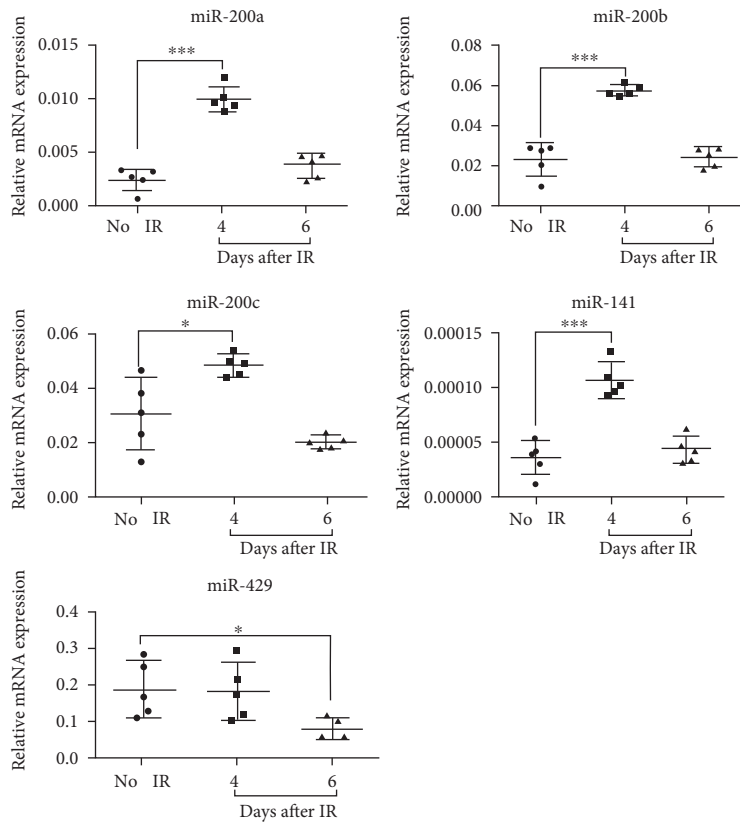 miR-200a
Relative mRNA expression
0.015
0.010
0.005
0.000
***
No IR
4
6
Days after IR
miR-200b
Relative mRNA expression
0.08
0.06
0.04
0.02
0.00
***
No IR
4
6
Days after IR
miR-200c
Relative mRNA expression
0.06
0.04
0.02
0.00
*
No IR
4
6
Days after IR
miR-141
Relative mRNA expression
0.00015
0.00010
0.00005
0.00000
***
No IR
4
6
Days after IR
miR-429
Relative mRNA expression
0.4
0.3
0.2
0.1
0.0
*
No IR
4
6
Days after IR